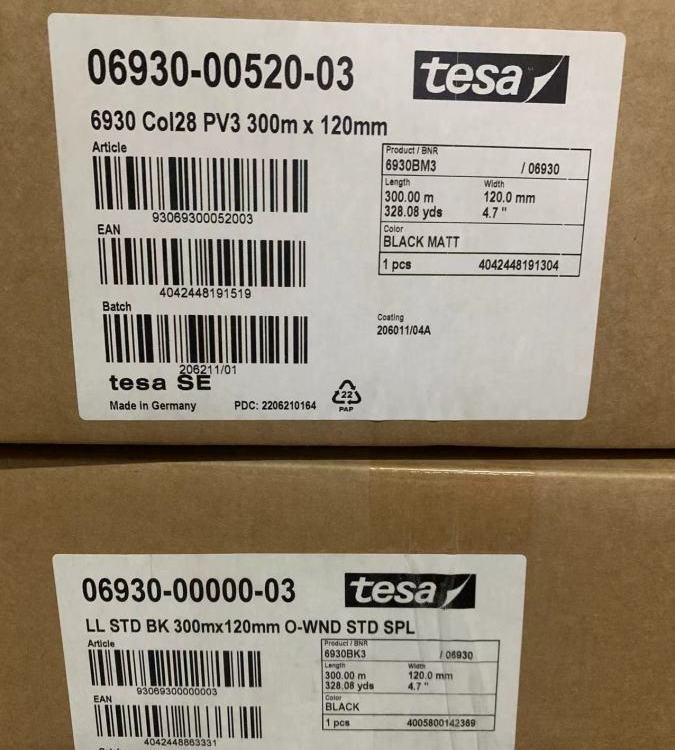 06930-00520-03
tesa
6930 Col28 PV3 300m x 120mm
Article
93069300052003
EAN
4042448191519
Batch
206211/01
tesa SE
Made in Germany PDC: 2206210164
Product / BNR
6930BM3 / 06930
Length Width
300.00 m 120.0 mm
328.08 yds 4.7 "
Color
BLACK MATT
1 pcs 4042448191304
Coating
206011/04A
22
PAP
06930-00000-03
tesa
LL STD BK 300mx120mm O-WND STD SPL
Article
93069300000003
EAN
4042448863331
Product / BNR
6930BK3 / 06930
Length Width
300.00 m 120.0 mm
328.08 yds 4.7 "
Color
BLACK
1 pcs 4005800142369